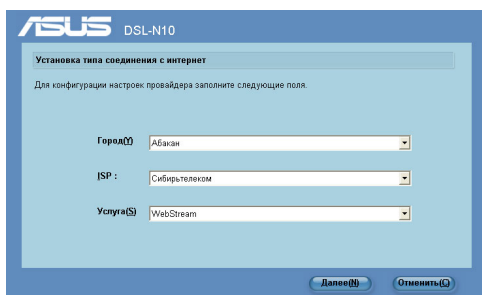 ASUS DSL-N10
Установка типа соединения с интернет
Для конфигурации настроек провайдера заполните следующие поля.
Город(Y) Абакан
ISP : Сибирьтелеком
Услуга(S) WebStream
Далее(N) Отменить(C)